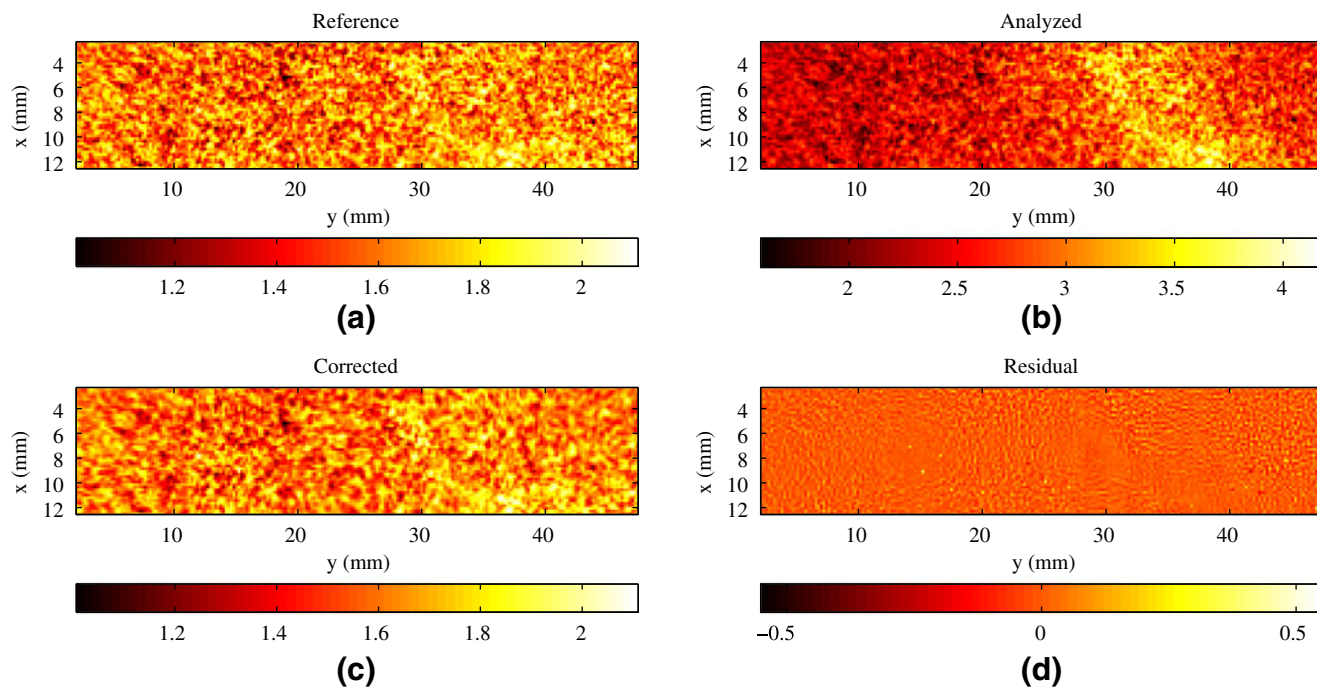 Reference
x (mm)
4
6
8
10
12
10 20 30 40
y (mm)
1.2 1.4 1.6 1.8 2
(a)
Analyzed
x (mm)
4
6
8
10
12
10 20 30 40
y (mm)
2 2.5 3 3.5 4
(b)
Corrected
x (mm)
4
6
8
10
12
10 20 30 40
y (mm)
1.2 1.4 1.6 1.8 2
(c)
Residual
x (mm)
4
6
8
10
12
10 20 30 40
y (mm)
−0.5 0 0.5
(d)